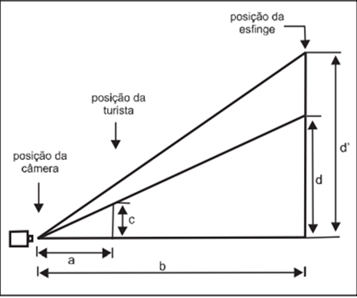 posição da
esfinge
posição da
turista
posição da
câmera
d'
d
c
a
b